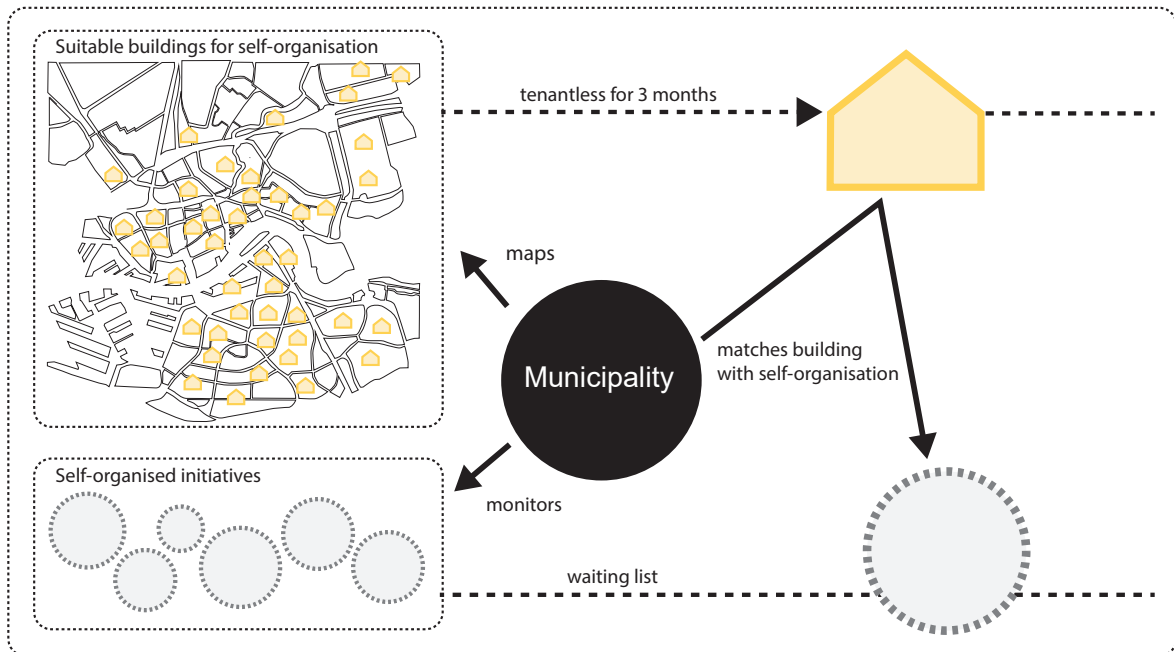 Suitable buildings for self-organisation
tenantless for 3 months
maps
Municipality
matches building
with self-organisation
Self-organised initiatives
monitors
waiting list